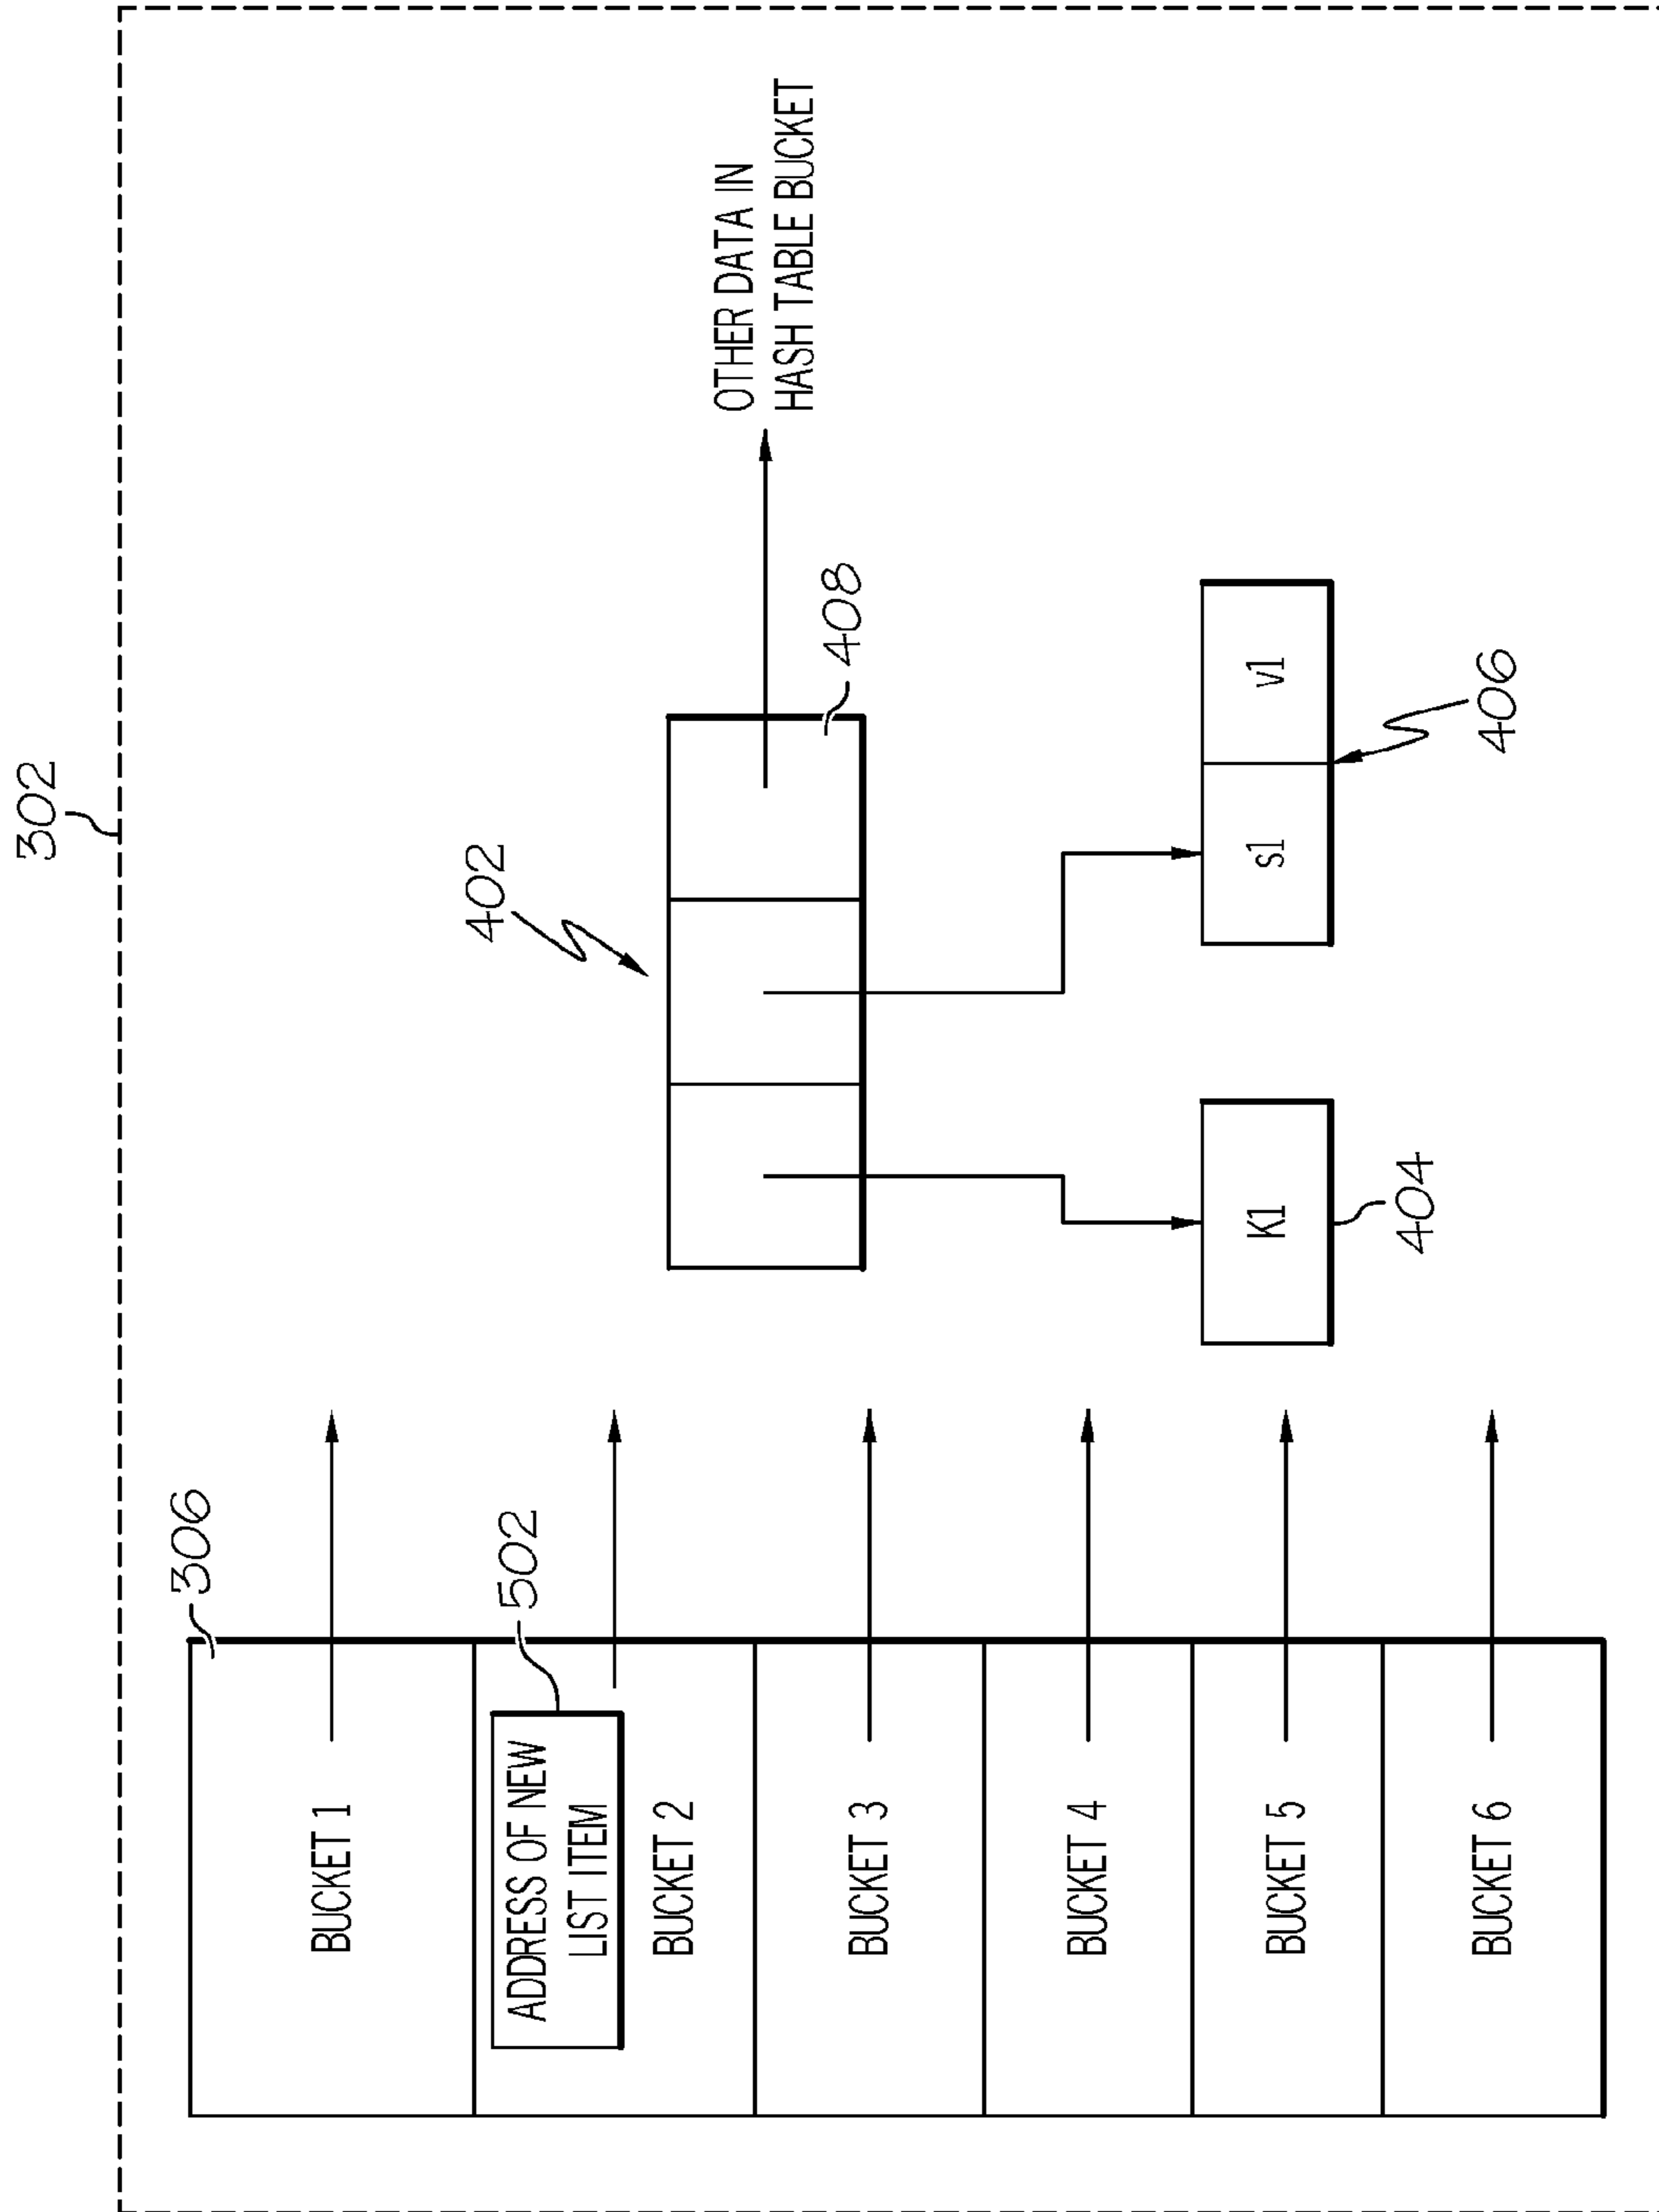 302
306
BUCKET 1
502
ADDRESS OF NEW
LIST ITEM
BUCKET 2
BUCKET 3
BUCKET 4
BUCKET 5
BUCKET 6
402
408
OTHER DATA IN
HASH TABLE BUCKET
K1
404
s1
v1
406